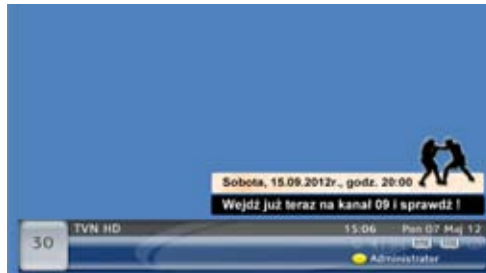 Sobota, 15.09.2012r., godz. 20:00
Wejdź już teraz na kanał 09 i sprawdź !
30
TVN HD
15:06 Pon 07 Maj 12
Administrator